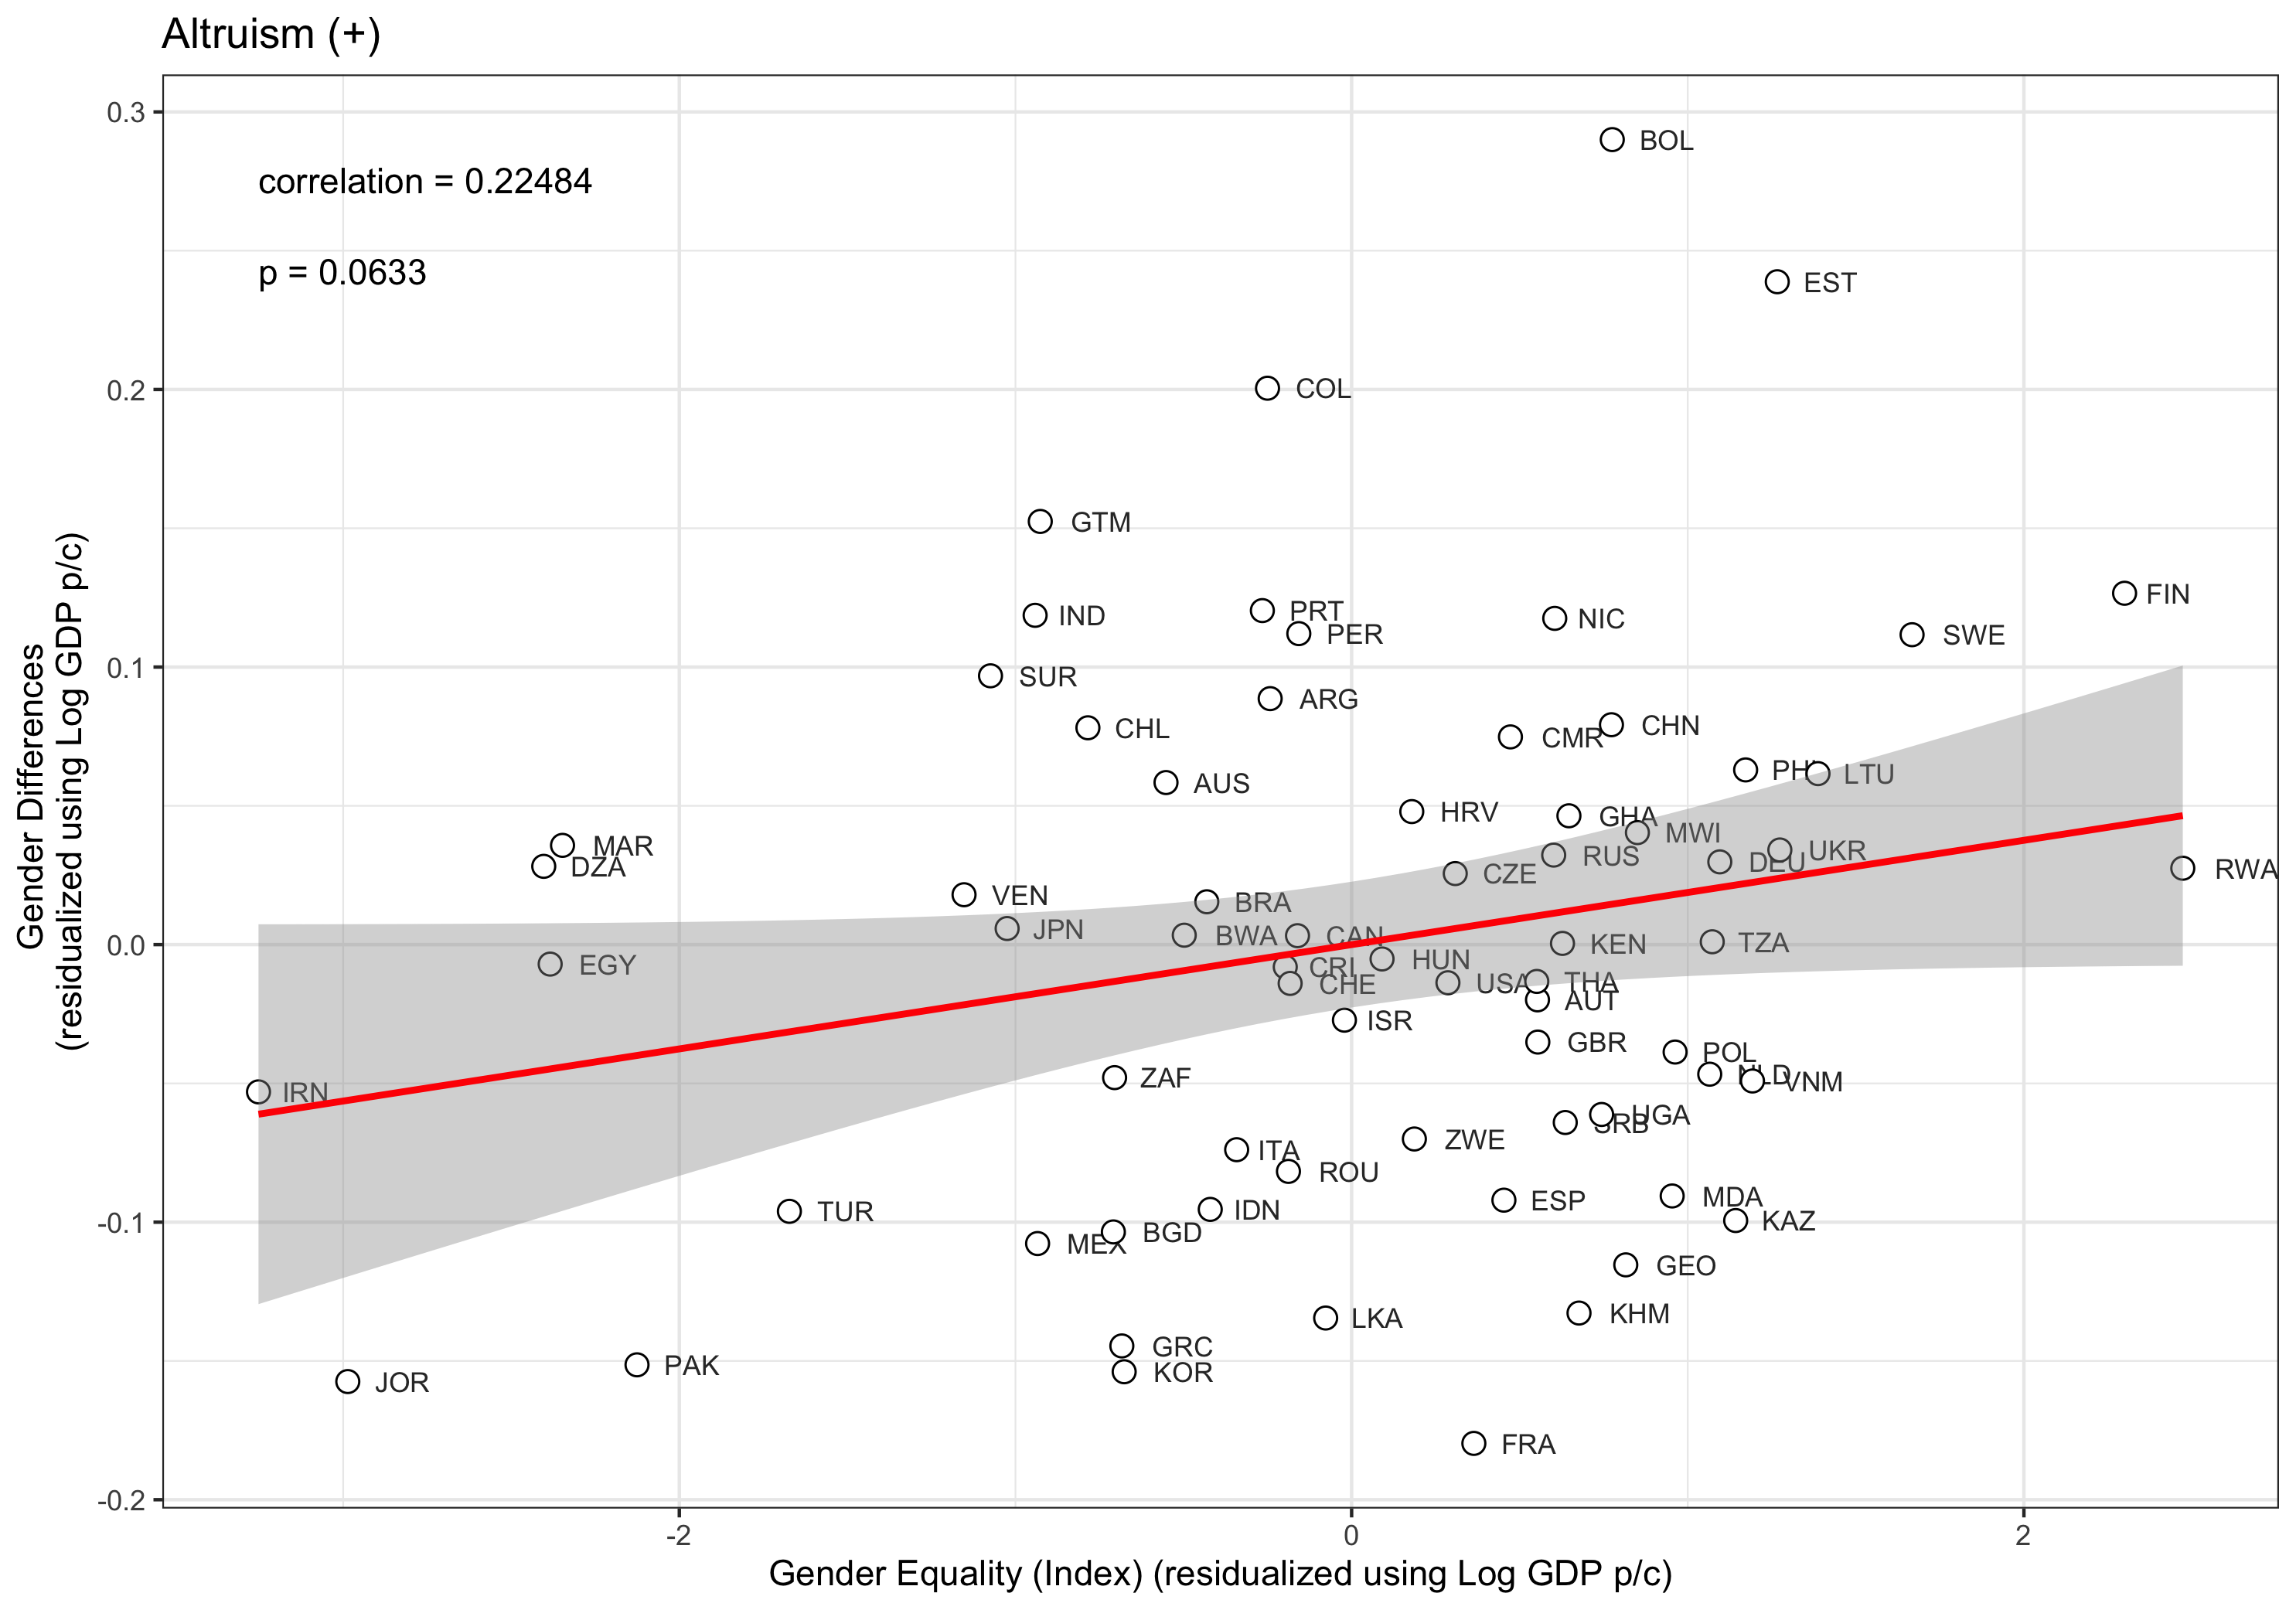 Altruism (+)
0.3
0.2
0.1
0.0
-0.1
-0.2
Gender Differences
(residualized using Log GDP p/c)
correlation = 0.22484
p = 0.0633
BOL
EST
COL
GTM
FIN
IND
PRT
NIC
PER
SWE
SUR
ARG
CHL
CMR
CHN
PHL
LTU
AUS
HRV
GHA
MWI
MAR
DZA
RUS
UKR
DEU
CZE
RWA
VEN
BRA
JPN
BWA
CAN
KEN
TZA
EGY
CRI
HUN
CHE
USA
THA
AUT
ISR
GBR
POL
NLD
VNM
ZAF
IRN
UGA
SRB
ZWE
ITA
ROU
MDA
ESP
IDN
TUR
KAZ
BGD
MEX
GEO
KHM
LKA
GRC
PAK
KOR
JOR
FRA
-2
0
2
Gender Equality (Index) (residualized using Log GDP p/c)